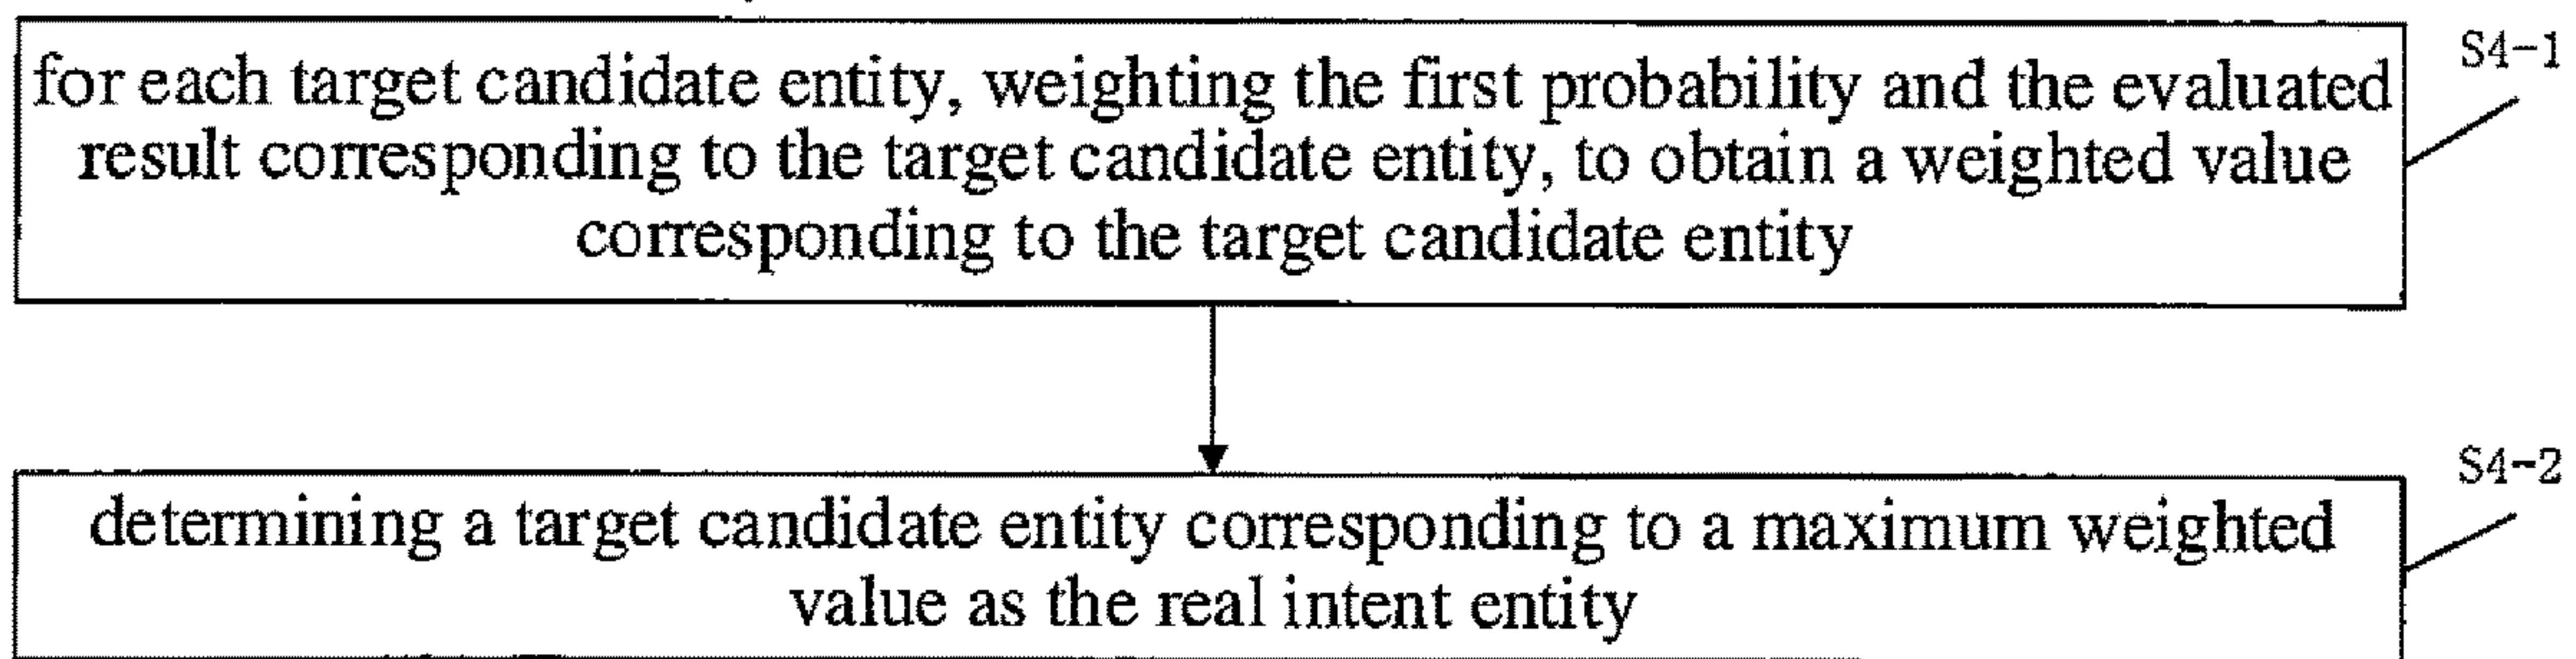 S4-1
for each target candidate entity, weighting the first probability and the evaluated
result corresponding to the target candidate entity, to obtain a weighted value
corresponding to the target candidate entity
S4-2
determining a target candidate entity corresponding to a maximum weighted
value as the real intent entity